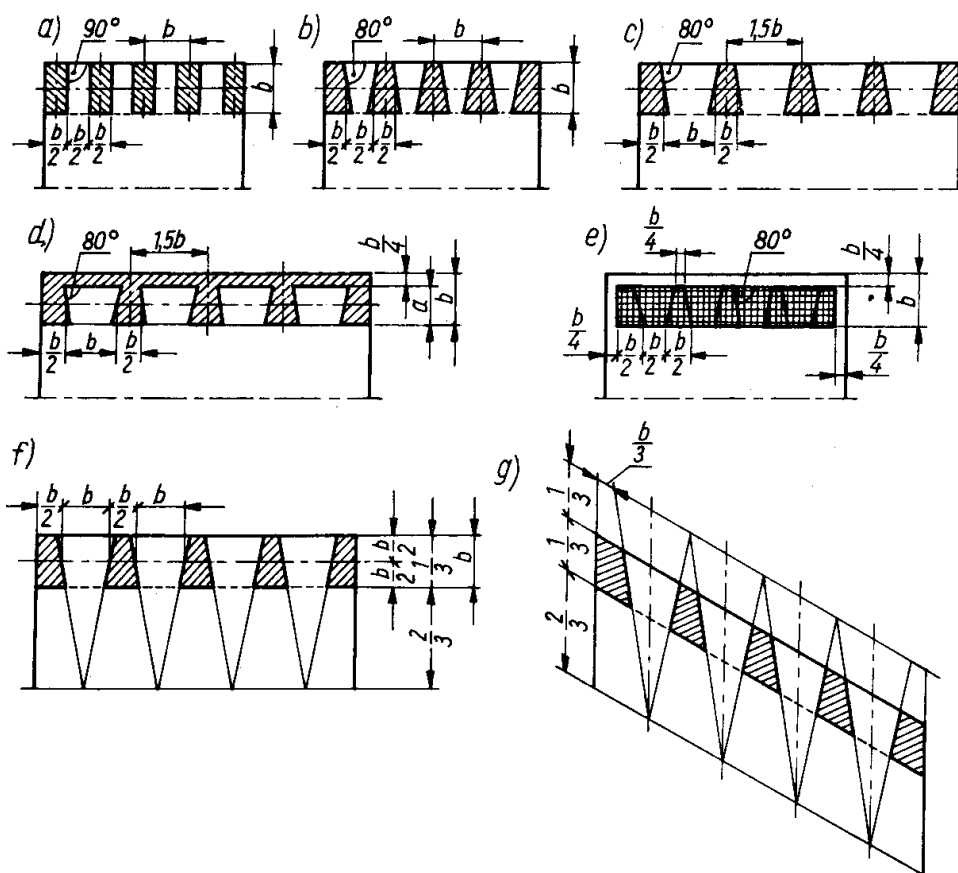 a) 90° b
b
b/2 b/2 b/2
b) 80° b
b
b/2 b/2 b/2
c) 80° 1,5b
b
b/2 b b/2
d) 80° 1,5b
b/4
a b
b/2 b b/2
e) b/4 80° b/4
b
b/4 b/2 b/2 b/2 b/4
f)
b/2 b b/2 b
b/2 b/2 1/3 b
2/3
g) b/3
1/3
1/3
2/3